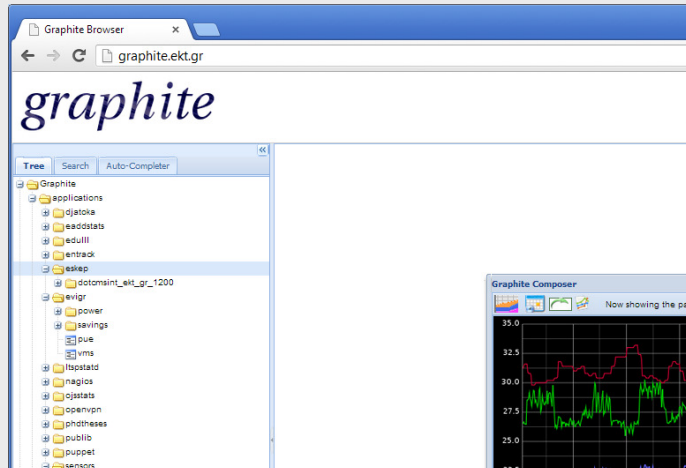 Graphite Browser
graphite.ekt.gr
graphite
Tree Search Auto-Completer
Graphite
applications
djatoka
eaddstats
edulll
entrack
eskep
dotcmsint_ekt_gr_1200
evigr
power
savings
pue
vms
ltspstatd
nagios
ojsstats
openvpn
phdtheses
publib
puppet
sensors
Graphite Composer
Now showing the pa
35.0
32.5
30.0
27.5
25.0